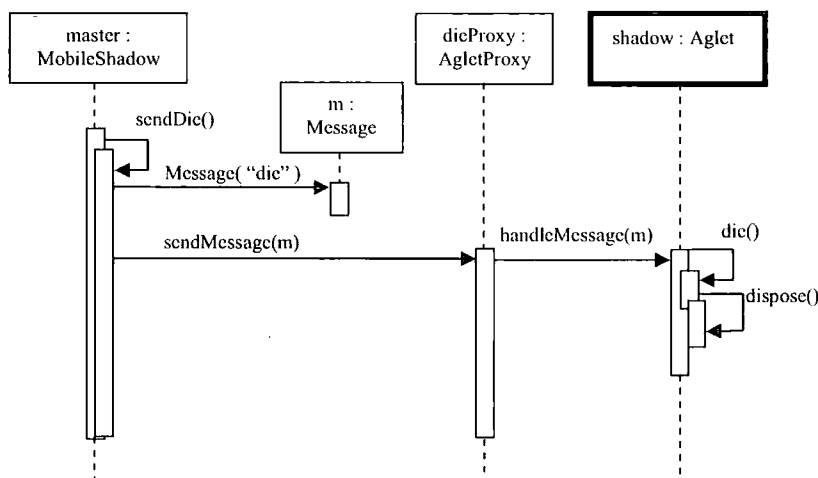 master :
MobileShadow
dieProxy :
AgletProxy
shadow : Aglet
m :
Message
sendDie()
Message( “die” )
sendMessage(m)
handleMessage(m)
die()
dispose()